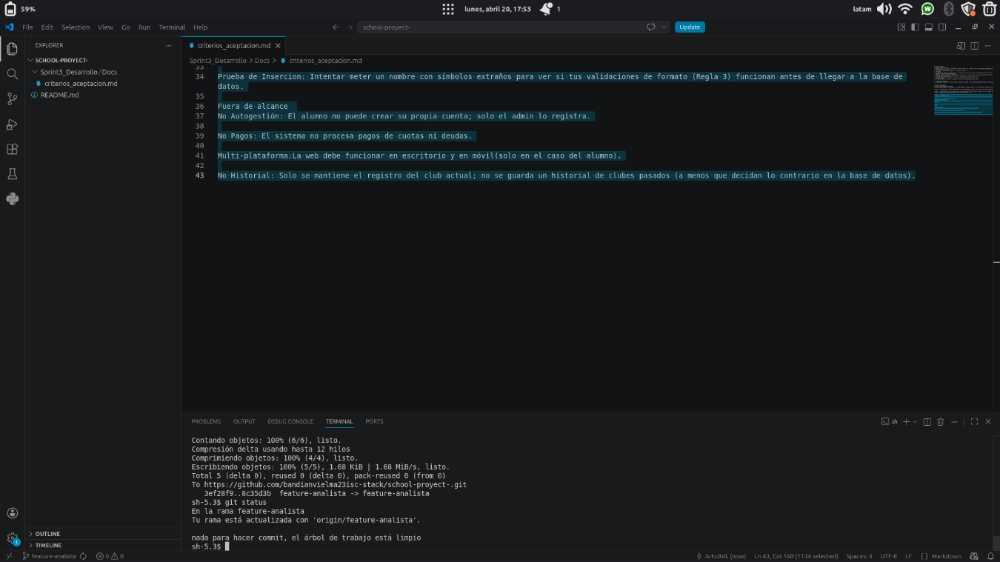 59%
lunes, abril 20, 17:53
1
latam
File Edit Selection View Go Run Terminal Help
school-proyect-
Update
EXPLORER
SCHOOL-PROYECT-
Sprint3_Desarrollo / Docs
criterios_aceptacion.md
README.md
OUTLINE
TIMELINE
criterios_aceptacion.md
Sprint3_Desarrollo > Docs > criterios_aceptacion.md
33
34 Prueba de Insercion: Intentar meter un nombre con símbolos extraños para ver si tus validaciones de formato (Regla 3) funcionan antes de llegar a la base de
datos.
35
36 Fuera de alcance
37 No Autogestión: El alumno no puede crear su propia cuenta; solo el admin lo registra.
38
39 No Pagos: El sistema no procesa pagos de cuotas ni deudas.
40
41 Multi-plataforma:La web debe funcionar en escritorio y en móvil(solo en el caso del alumno).
42
43 No Historial: Solo se mantiene el registro del club actual; no se guarda un historial de clubes pasados (a menos que decidan lo contrario en la base de datos).
PROBLEMS OUTPUT DEBUG CONSOLE TERMINAL PORTS
sh
Contando objetos: 100% (6/6), listo.
Compresión delta usando hasta 12 hilos
Comprimiendo objetos: 100% (4/4), listo.
Escribiendo objetos: 100% (5/5), 1.68 KiB | 1.68 MiB/s, listo.
Total 5 (delta 0), reused 0 (delta 0), pack-reused 0 (from 0)
To https://github.com/bandianvielma23isc-stack/school-proyect-.git
3ef28f9..8c35d3b  feature-analista -> feature-analista
sh-5.3$ git status
En la rama feature-analista
Tu rama está actualizada con 'origin/feature-analista'.
nada para hacer commit, el árbol de trabajo está limpio
sh-5.3$
1
feature-analista 0 0
ArtuBVL (now) Ln 43, Col 160 (1134 selected) Spaces: 4 UTF-8 LF { } Markdown